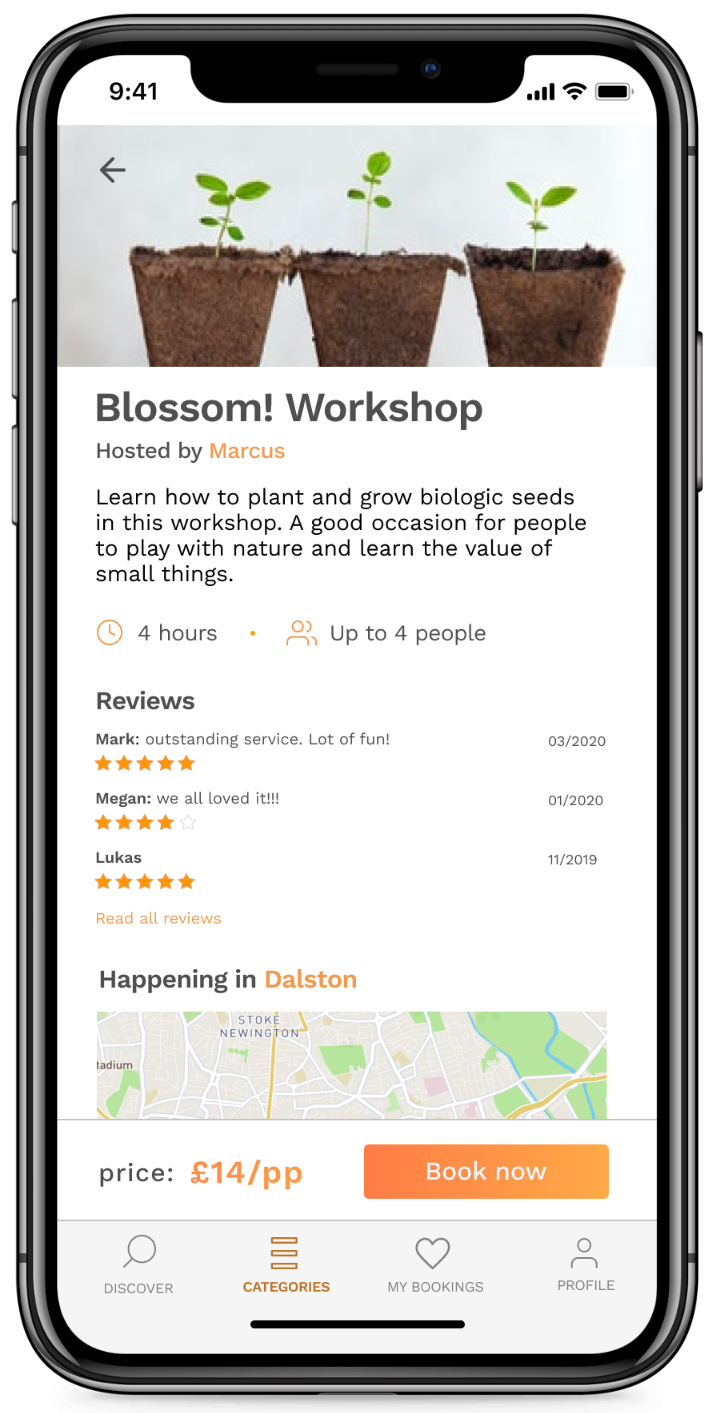 9:41
Blossom! Workshop
Hosted by Marcus
Learn how to plant and grow biologic seeds
in this workshop. A good occasion for people
to play with nature and learn the value of
small things.
4 hours • Up to 4 people
Reviews
Mark: outstanding service. Lot of fun! 03/2020
Megan: we all loved it!!! 01/2020
Lukas 11/2019
Read all reviews
Happening in Dalston
STOKE
NEWINGTON
tadium
price: £14/pp Book now
DISCOVER CATEGORIES MY BOOKINGS PROFILE